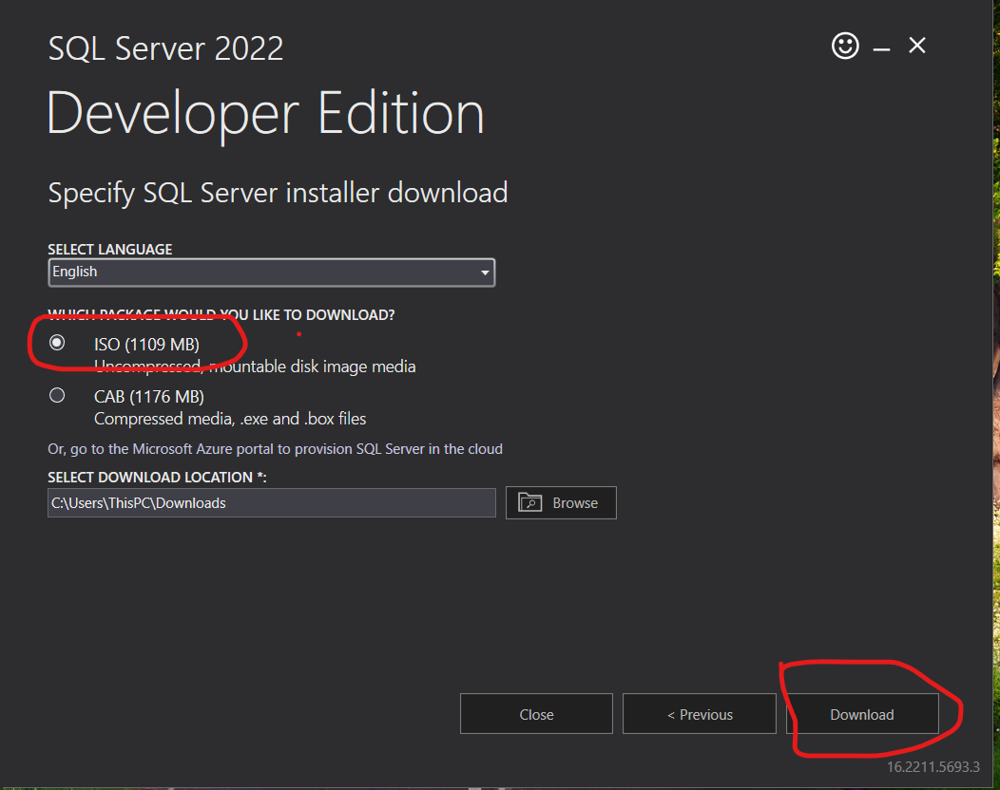 SQL Server 2022
Developer Edition
Specify SQL Server installer download
SELECT LANGUAGE
English
WHICH PACKAGE WOULD YOU LIKE TO DOWNLOAD?
ISO (1109 MB)
Uncompressed, mountable disk image media
CAB (1176 MB)
Compressed media, .exe and .box files
Or, go to the Microsoft Azure portal to provision SQL Server in the cloud
SELECT DOWNLOAD LOCATION *:
C:\Users\ThisPC\Downloads
Browse
Close
< Previous
Download
16.2211.5693.3